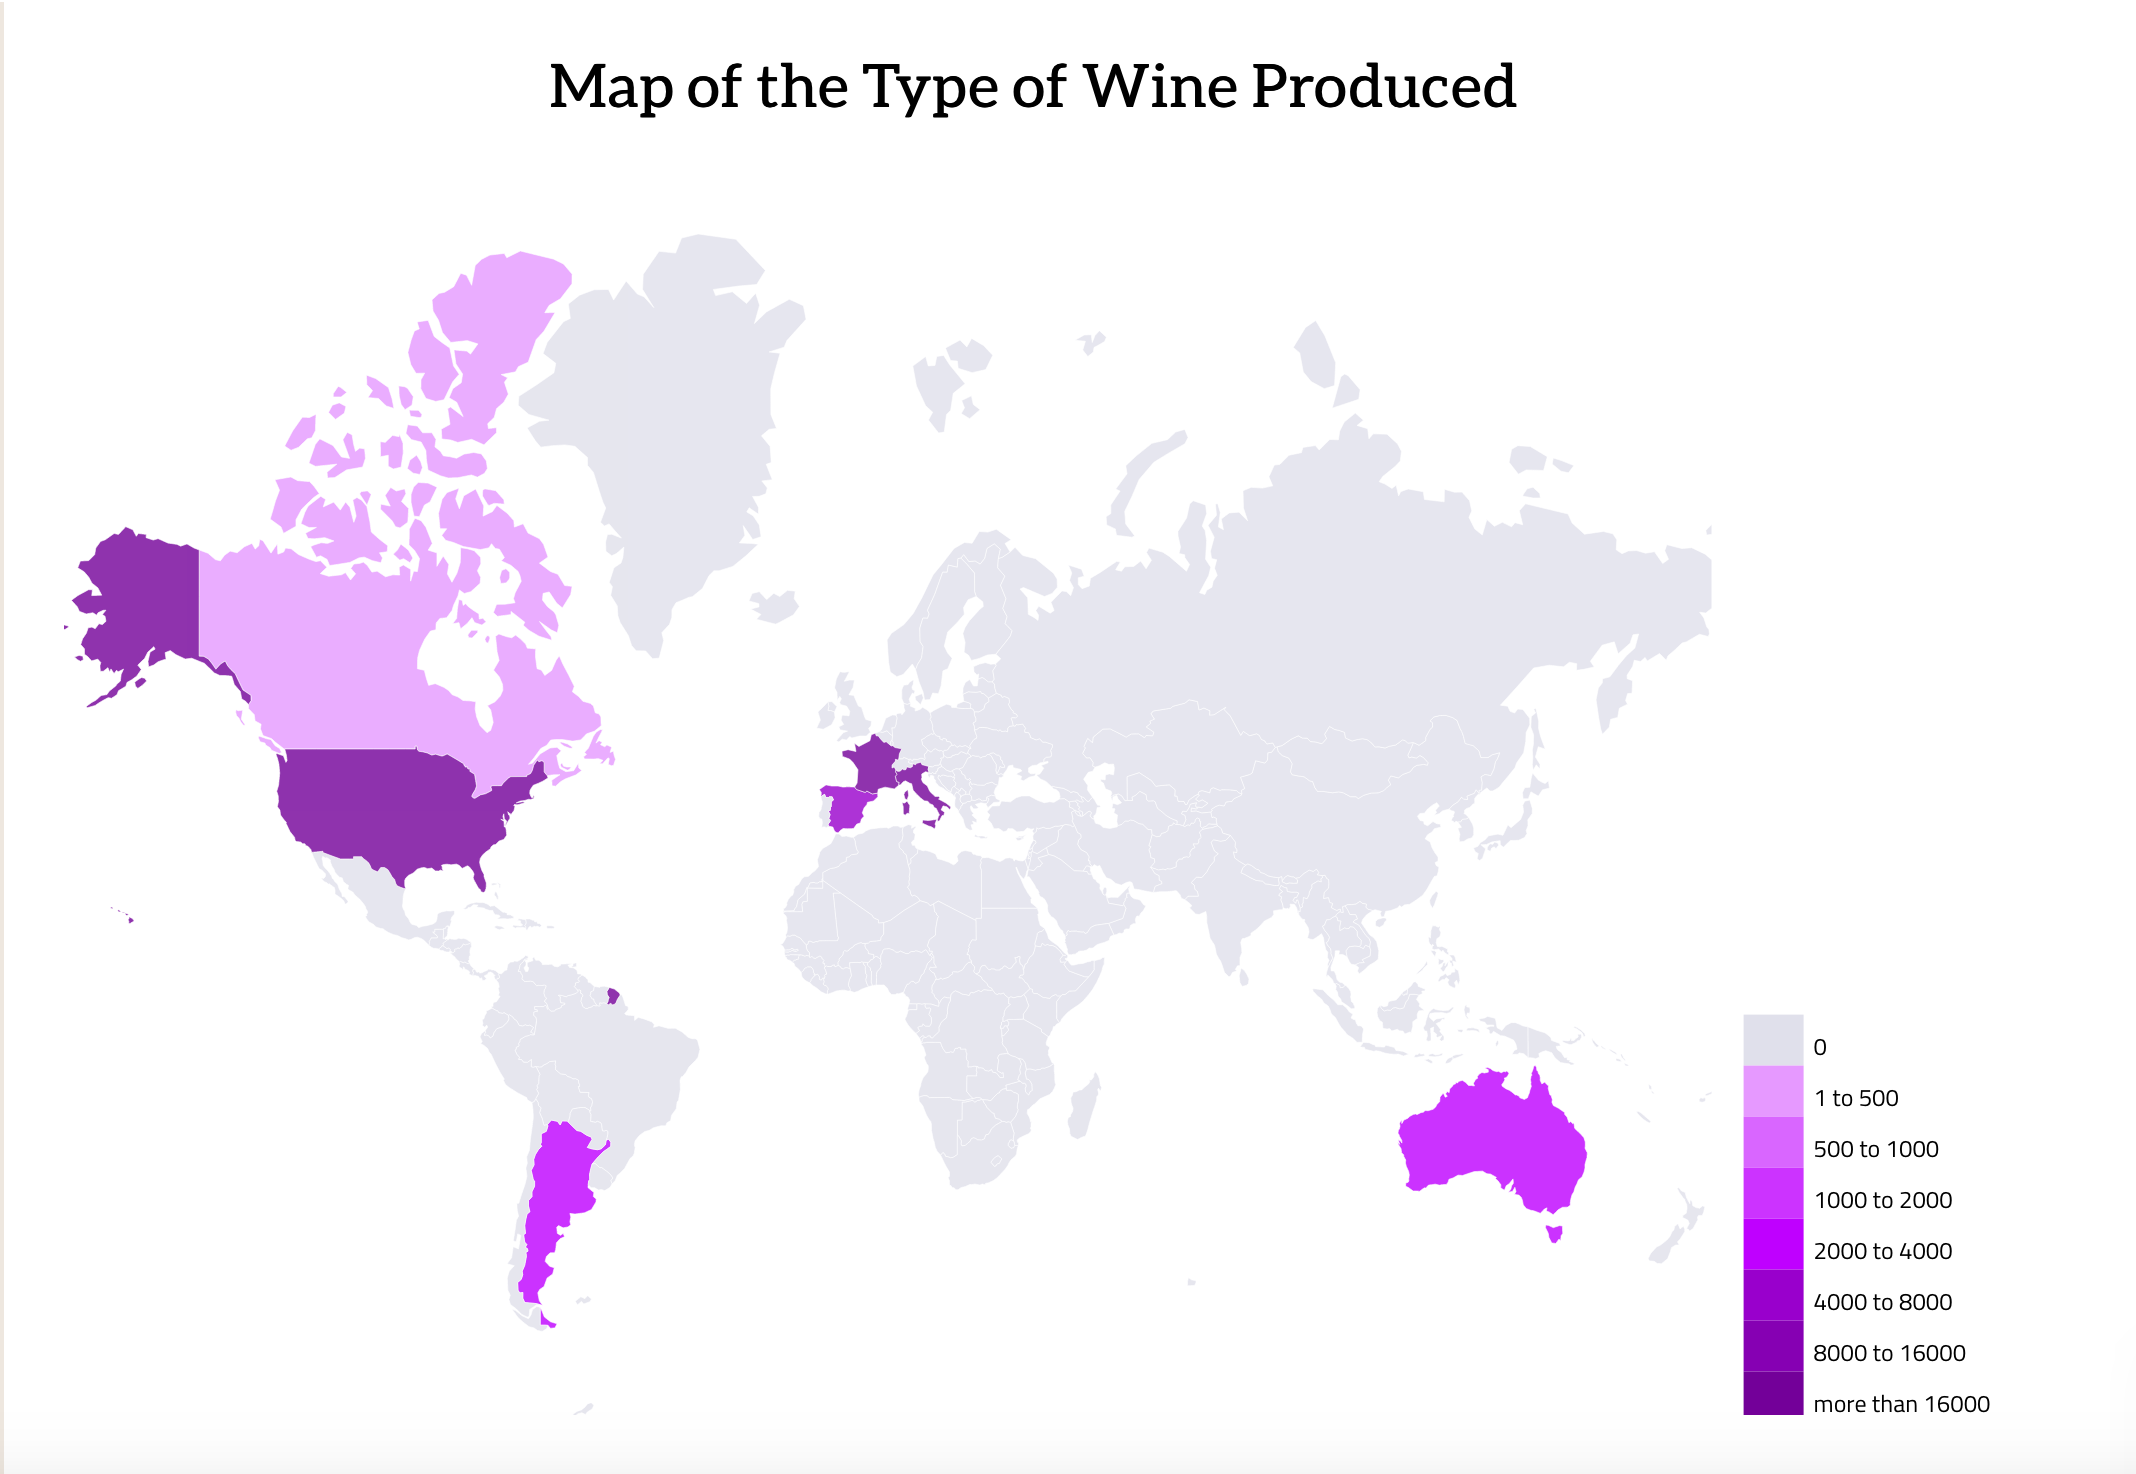 Map of the Type of Wine Produced
0
1 to 500
500 to 1000
1000 to 2000
2000 to 4000
4000 to 8000
8000 to 16000
more than 16000